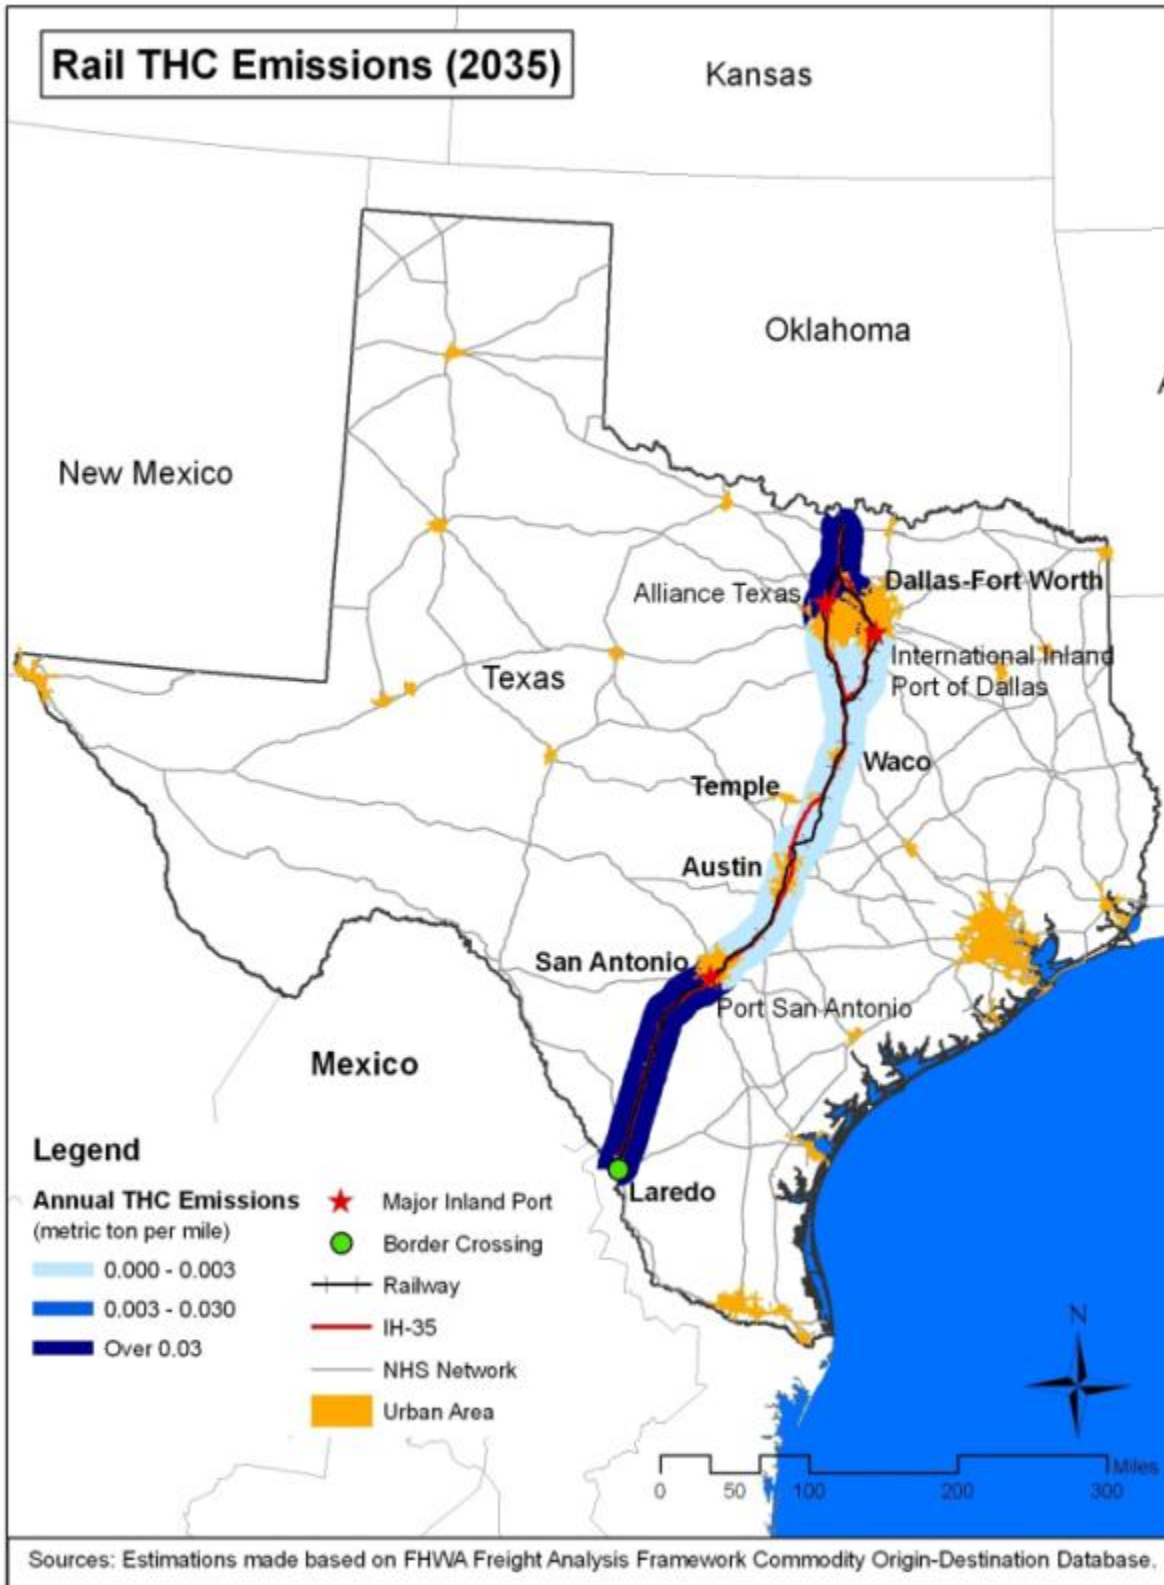 Rail THC Emissions (2035)
Kansas
Oklahoma
A
New Mexico
Alliance Texas
Dallas-Fort Worth
International Inland
Port of Dallas
Texas
Waco
Temple
Austin
San Antonio
Port San Antonio
Mexico
Laredo
Legend
Annual THC Emissions
(metric ton per mile)
0.000 - 0.003
0.003 - 0.030
Over 0.03
Major Inland Port
Border Crossing
Railway
IH-35
NHS Network
Urban Area
N
Miles
0 50 100 200 300
Sources: Estimations made based on FHWA Freight Analysis Framework Commodity Origin-Destination Database.